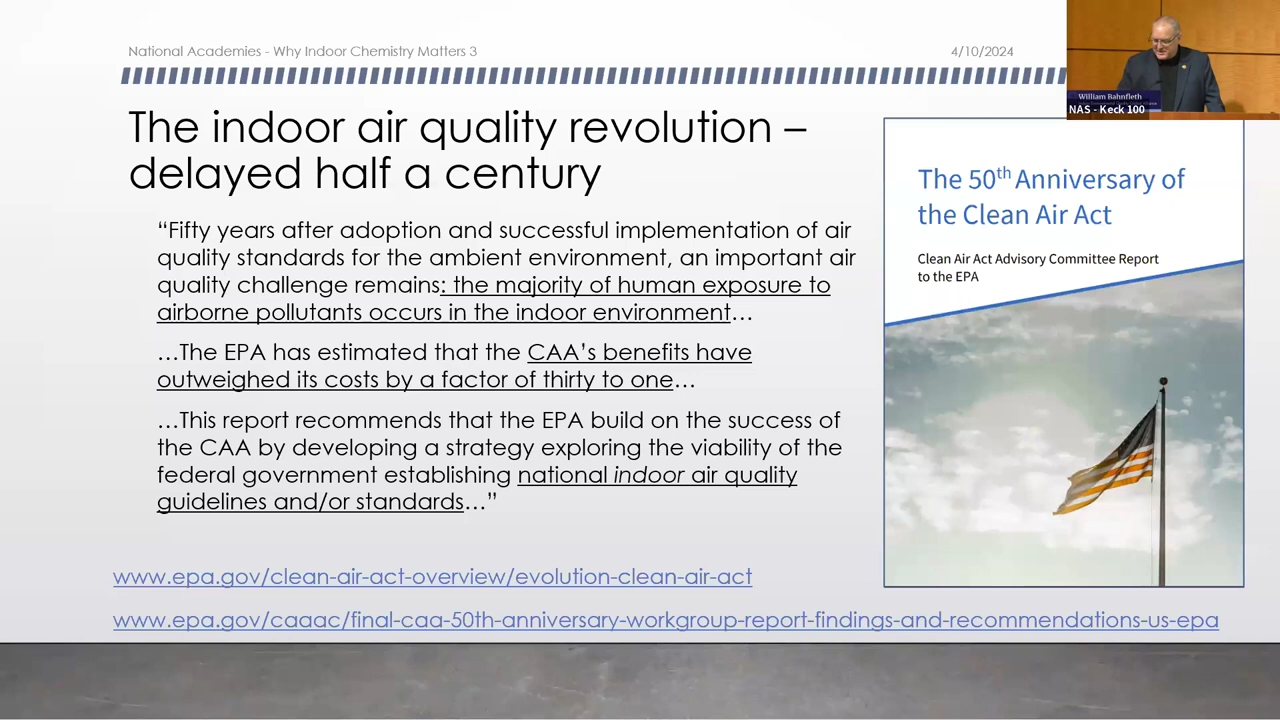 National Academies - Why Indoor Chemistry Matters 3
4/10/2024
William Bahnfleth
NAS - Keck 100
The indoor air quality revolution –
delayed half a century
“Fifty years after adoption and successful implementation of air
quality standards for the ambient environment, an important air
quality challenge remains: the majority of human exposure to
airborne pollutants occurs in the indoor environment…
…The EPA has estimated that the CAA’s benefits have
outweighed its costs by a factor of thirty to one…
…This report recommends that the EPA build on the success of
the CAA by developing a strategy exploring the viability of the
federal government establishing national indoor air quality
guidelines and/or standards…”
The 50th Anniversary of
the Clean Air Act
Clean Air Act Advisory Committee Report
to the EPA
www.epa.gov/clean-air-act-overview/evolution-clean-air-act
www.epa.gov/caaac/final-caa-50th-anniversary-workgroup-report-findings-and-recommendations-us-epa